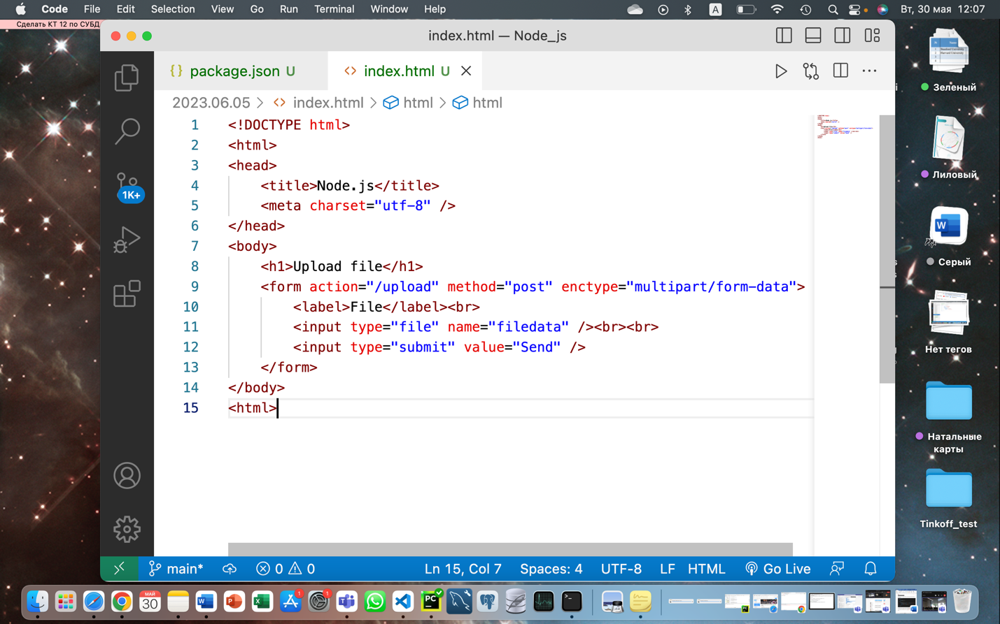 Code File Edit Selection View Go Run Terminal Window Help A Вт, 30 мая 12:07
Сделать КТ 12 по СУБД
index.html — Node_js
{} package.json U <> index.html U
2023.06.05 > <> index.html > html > html
1 <!DOCTYPE html>
2 <html>
3 <head>
4 <title>Node.js</title>
5 <meta charset="utf-8" />
6 </head>
7 <body>
8 <h1>Upload file</h1>
9 <form action="/upload" method="post" enctype="multipart/form-data">
10 <label>File</label><br>
11 <input type="file" name="filedata" /><br><br>
12 <input type="submit" value="Send" />
13 </form>
14 </body>
15 <html>
1K+
Зеленый
Лиловый
W
Серый
Нет тегов
Натальные
карты
Tinkoff_test
main* 0 0 Ln 15, Col 7 Spaces: 4 UTF-8 LF HTML Go Live
МАЙ
30
W P X 1 1 PC